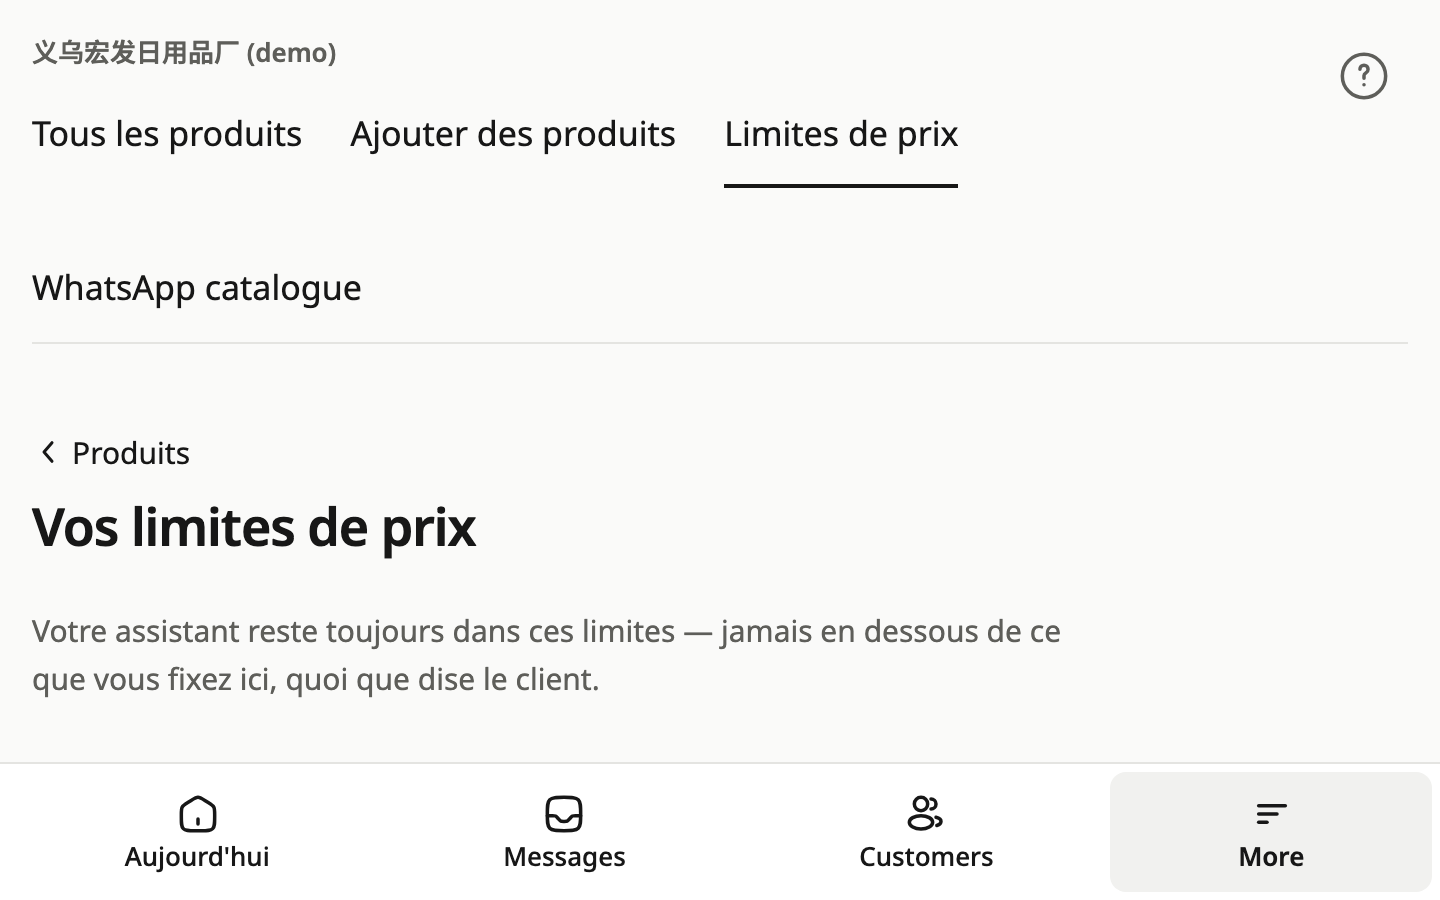 义乌宏发日用品厂 (demo)
Tous les produits Ajouter des produits Limites de prix
WhatsApp catalogue
Produits
Vos limites de prix
Votre assistant reste toujours dans ces limites — jamais en dessous de ce
que vous fixez ici, quoi que dise le client.
Aujourd'hui Messages Customers More